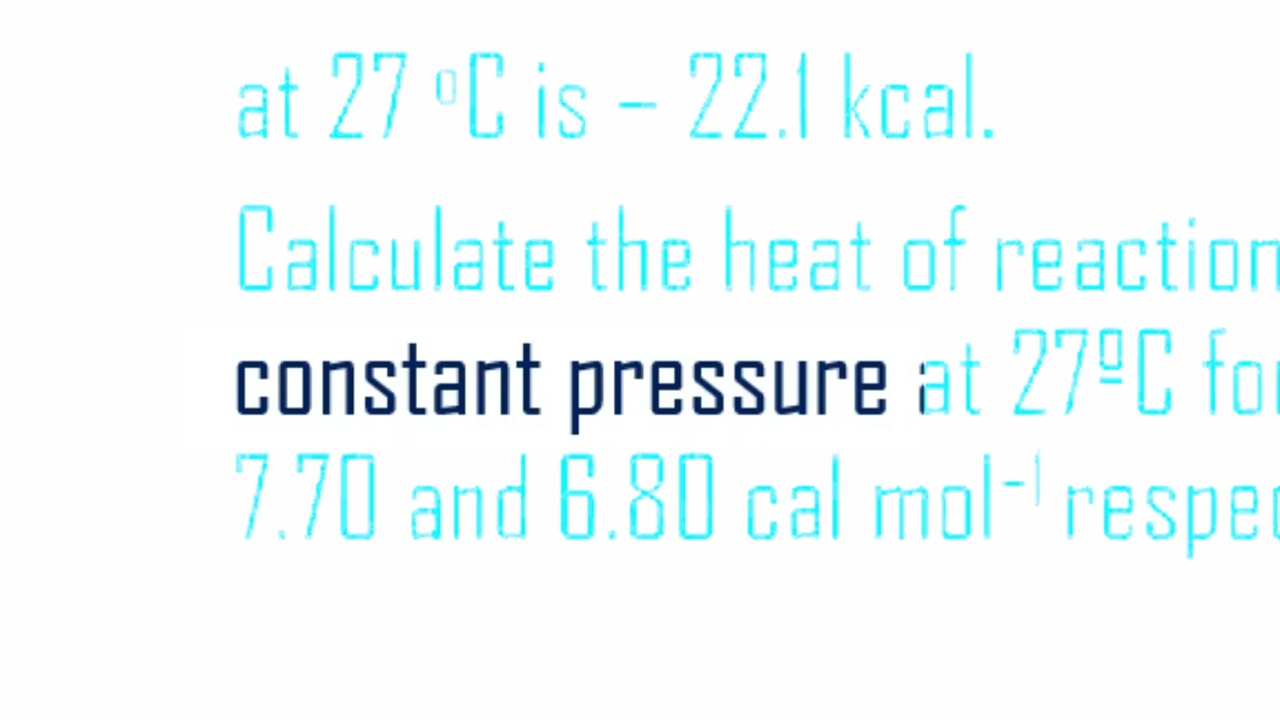 at 27 ºC is – 22.1 kcal.
Calculate the heat of reaction
constant pressure at 27ºC for
7.70 and 6.80 cal mol⁻¹